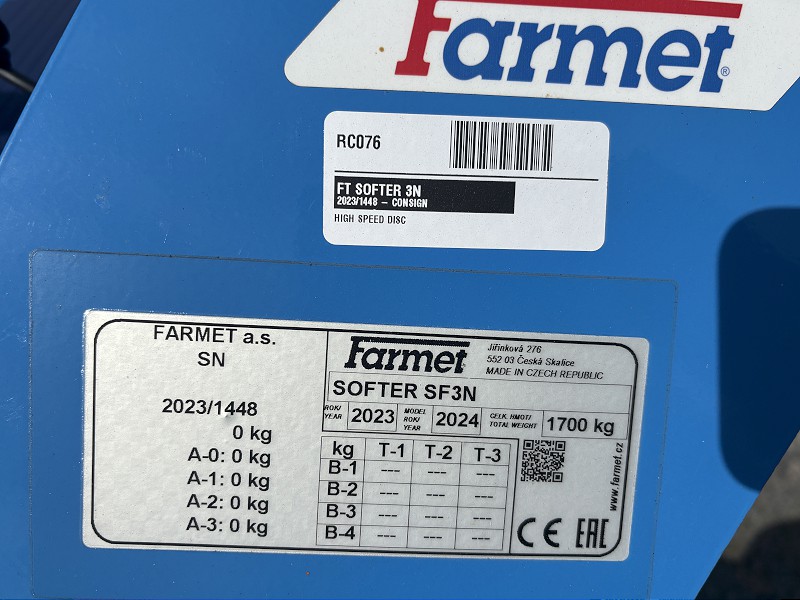 Farmet®
RC076
FT SOFTER 3N
2023/1448 – CONSIGN
HIGH SPEED DISC
FARMET a.s.
SN
2023/1448
0 kg
A-0: 0 kg
A-1: 0 kg
A-2: 0 kg
A-3: 0 kg
Farmet
Jiřinková 276
552 03 Česká Skalice
MADE IN CZECH REPUBLIC
SOFTER SF3N
ROK/ YEAR 2023 MODEL ROK/ YEAR 2024 CELK. HMOT/ TOTAL WEIGHT 1700 kg
kg T-1 T-2 T-3
B-1 --- --- ---
B-2 --- --- ---
B-3 --- --- ---
B-4 --- --- ---
www.farmet.cz
CE EAC